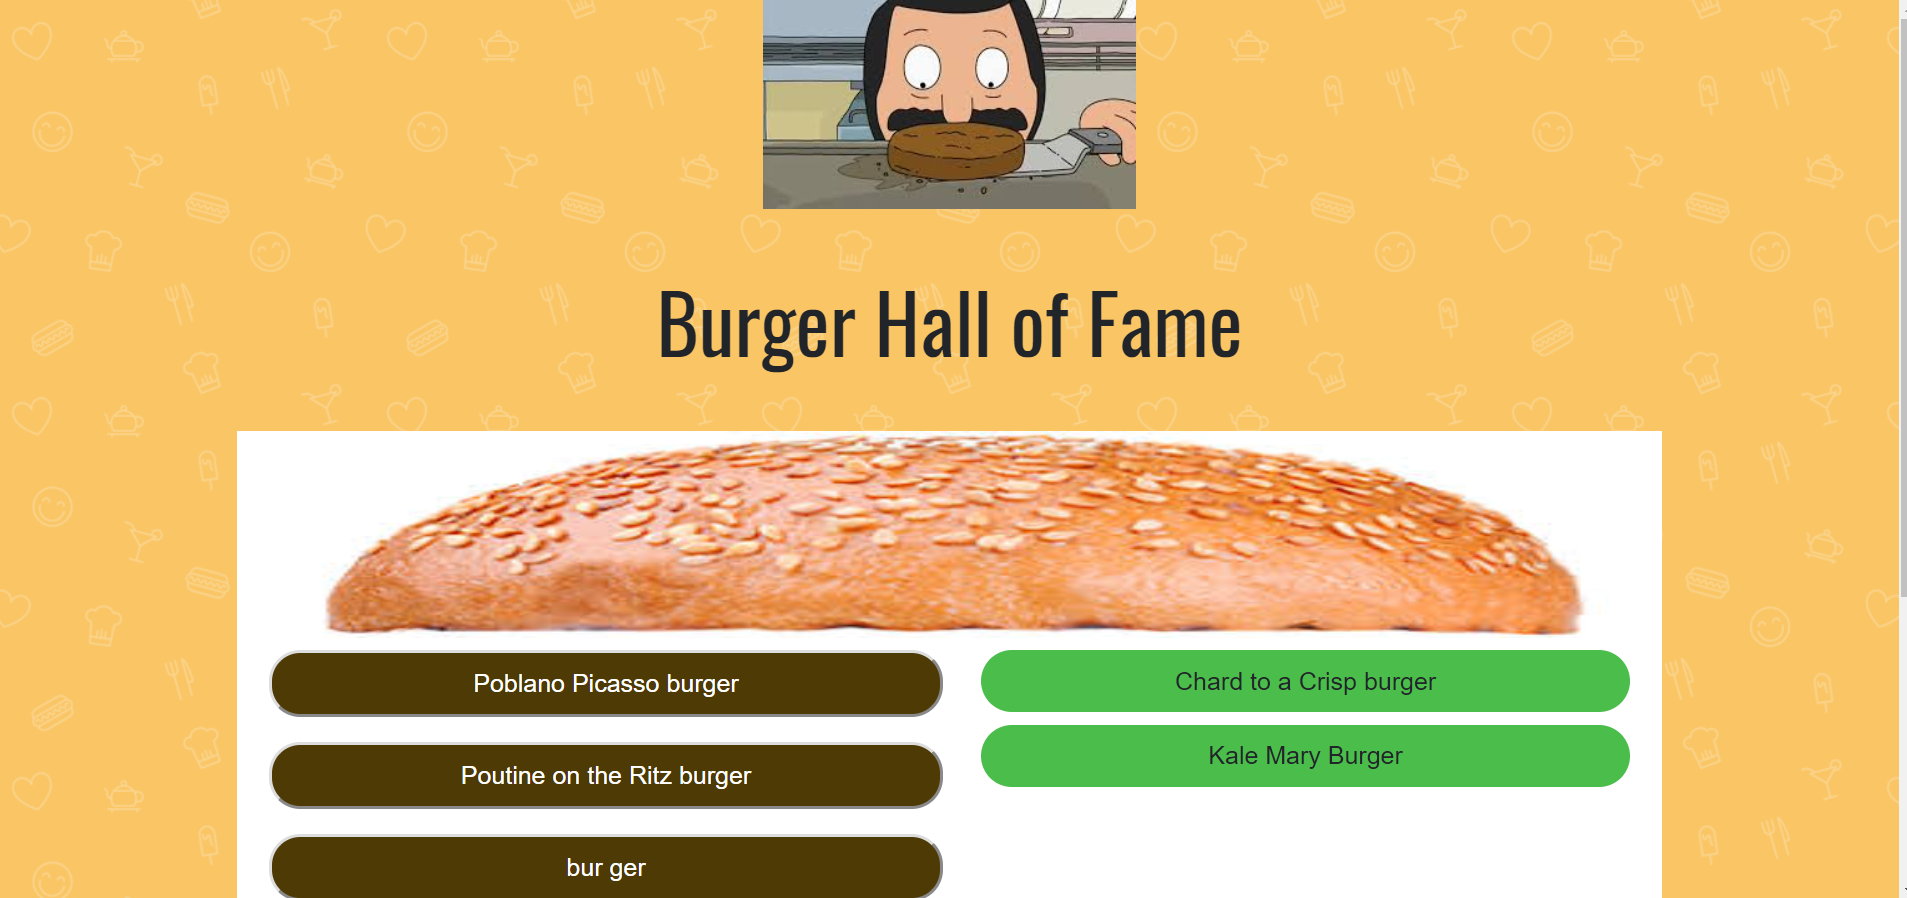 Burger Hall of Fame
Poblano Picasso burger
Poutine on the Ritz burger
bur ger
Chard to a Crisp burger
Kale Mary Burger